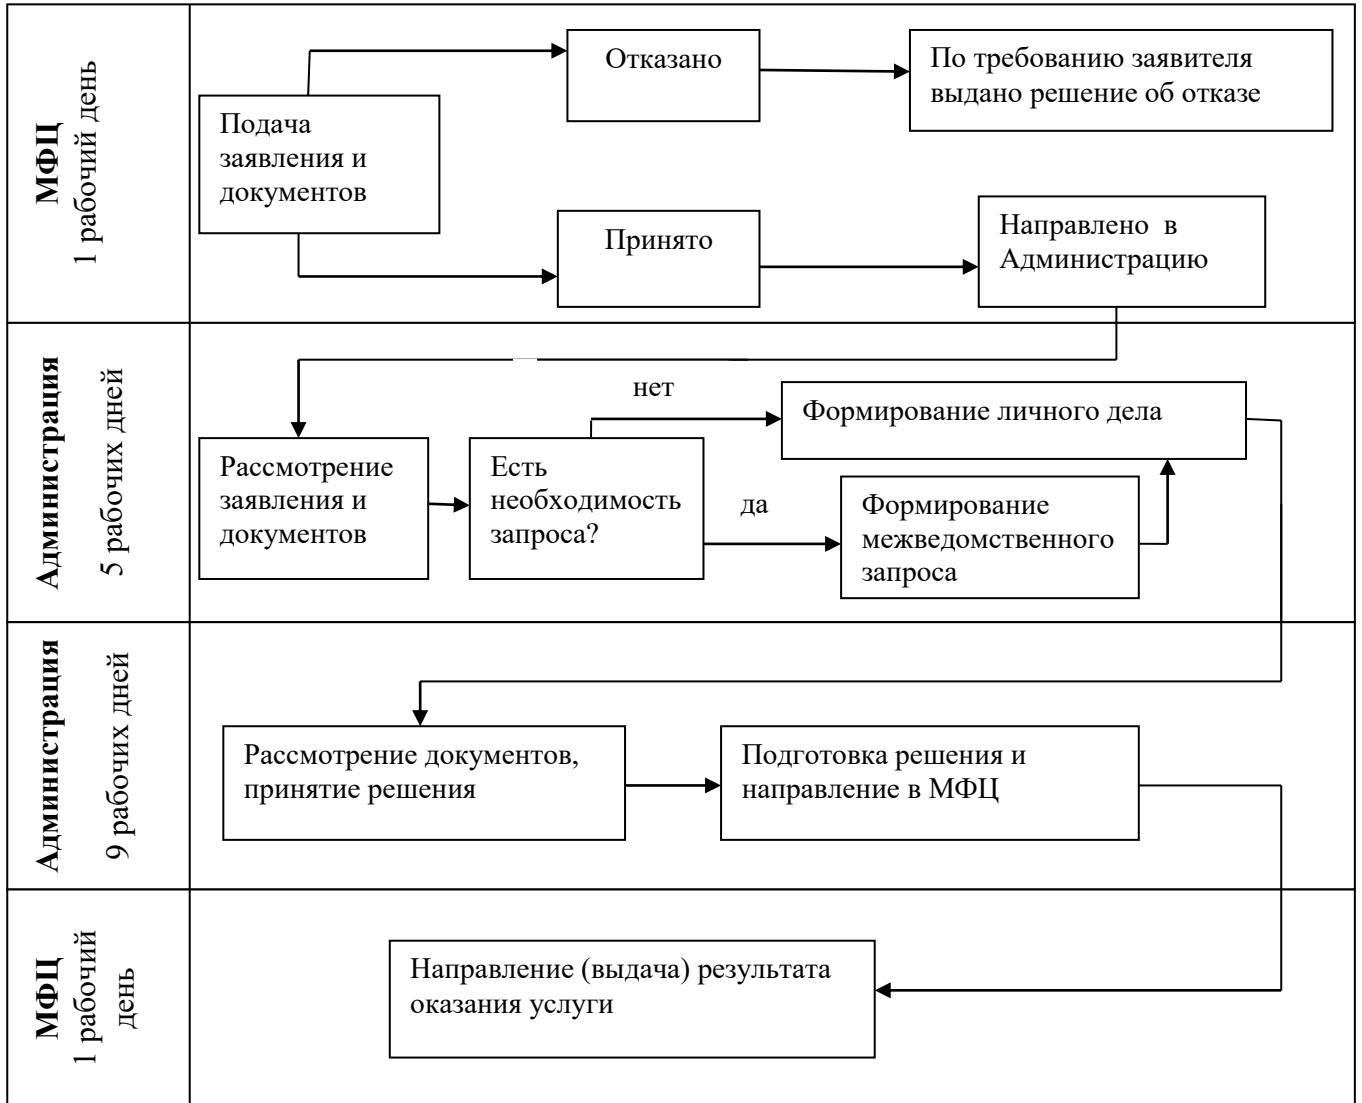 МФЦ
1 рабочий день
Подача
заявления и
документов
Отказано
По требованию заявителя
выдано решение об отказе
Принято
Направлено  в
Администрацию
Администрация
5 рабочих дней
Рассмотрение
заявления и
документов
Есть
необходимость
запроса?
нет
Формирование личного дела
да
Формирование
межведомственного
запроса
Администрация
9 рабочих дней
Рассмотрение документов,
принятие решения
Подготовка решения и
направление в МФЦ
МФЦ
1 рабочий
день
Направление (выдача) результата
оказания услуги